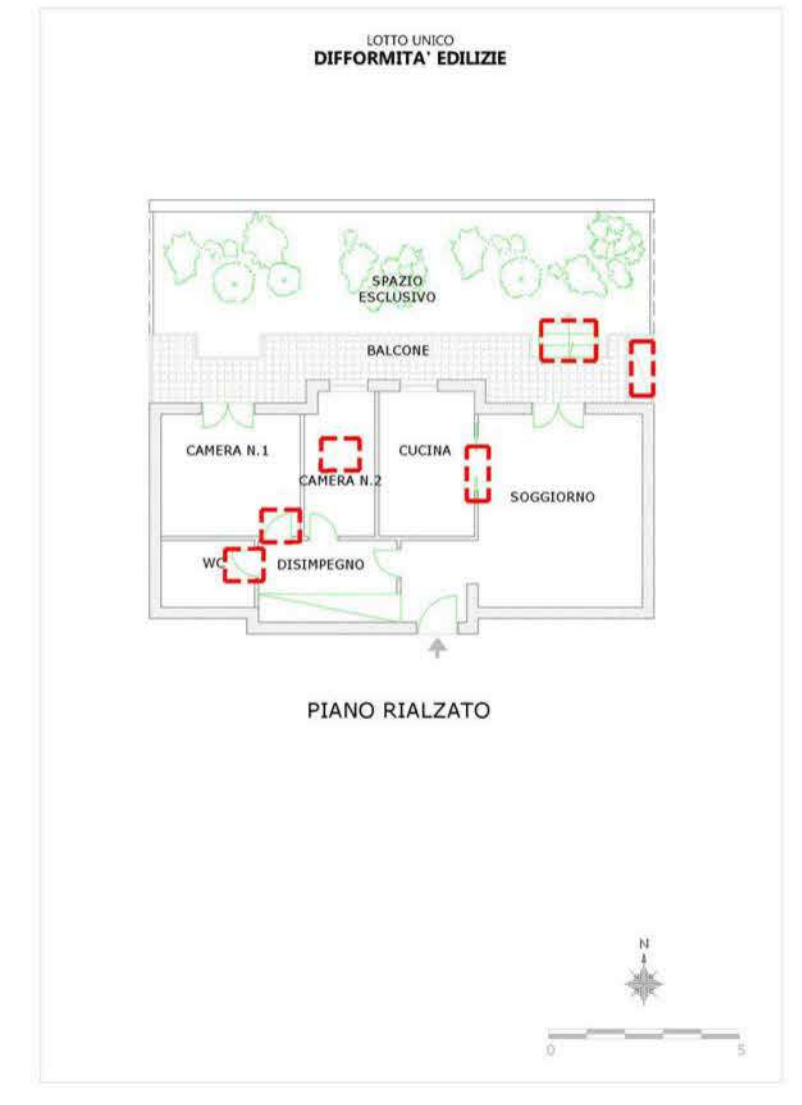 LOTTO UNICO
DIFFORMITA' EDILIZIE
SPAZIO
ESCLUSIVO
BALCONE
CAMERA N.1
CUCINA
CAMERA N.2
SOGGIORNO
WC
DISIMPEGNO
PIANO RIALZATO
N
0 5